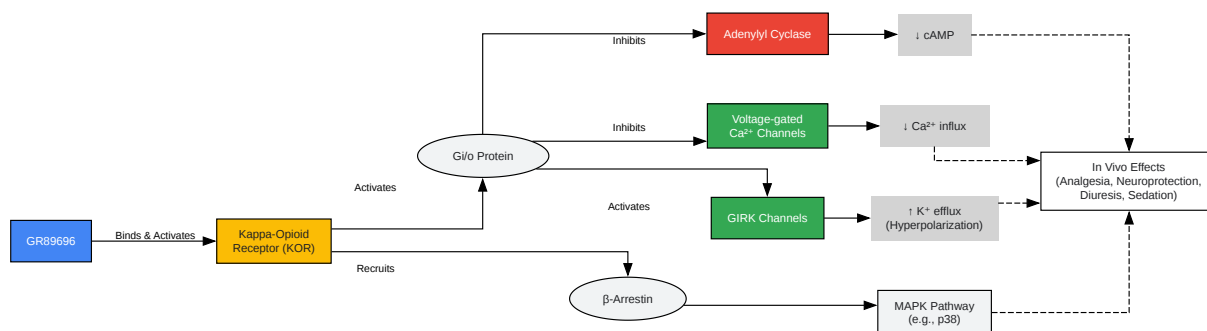 Adenylyl Cyclase
↓ cAMP
Inhibits
Voltage-gated
Ca²⁺ Channels
↓ Ca²⁺ influx
Inhibits
Gi/o Protein
In Vivo Effects
(Analgesia, Neuroprotection,
Diuresis, Sedation)
Activates
Activates
GIRK Channels
↑ K⁺ efflux
(Hyperpolarization)
GR89696
Binds & Activates
Kappa-Opioid
Receptor (KOR)
Recruits
β-Arrestin
MAPK Pathway
(e.g., p38)